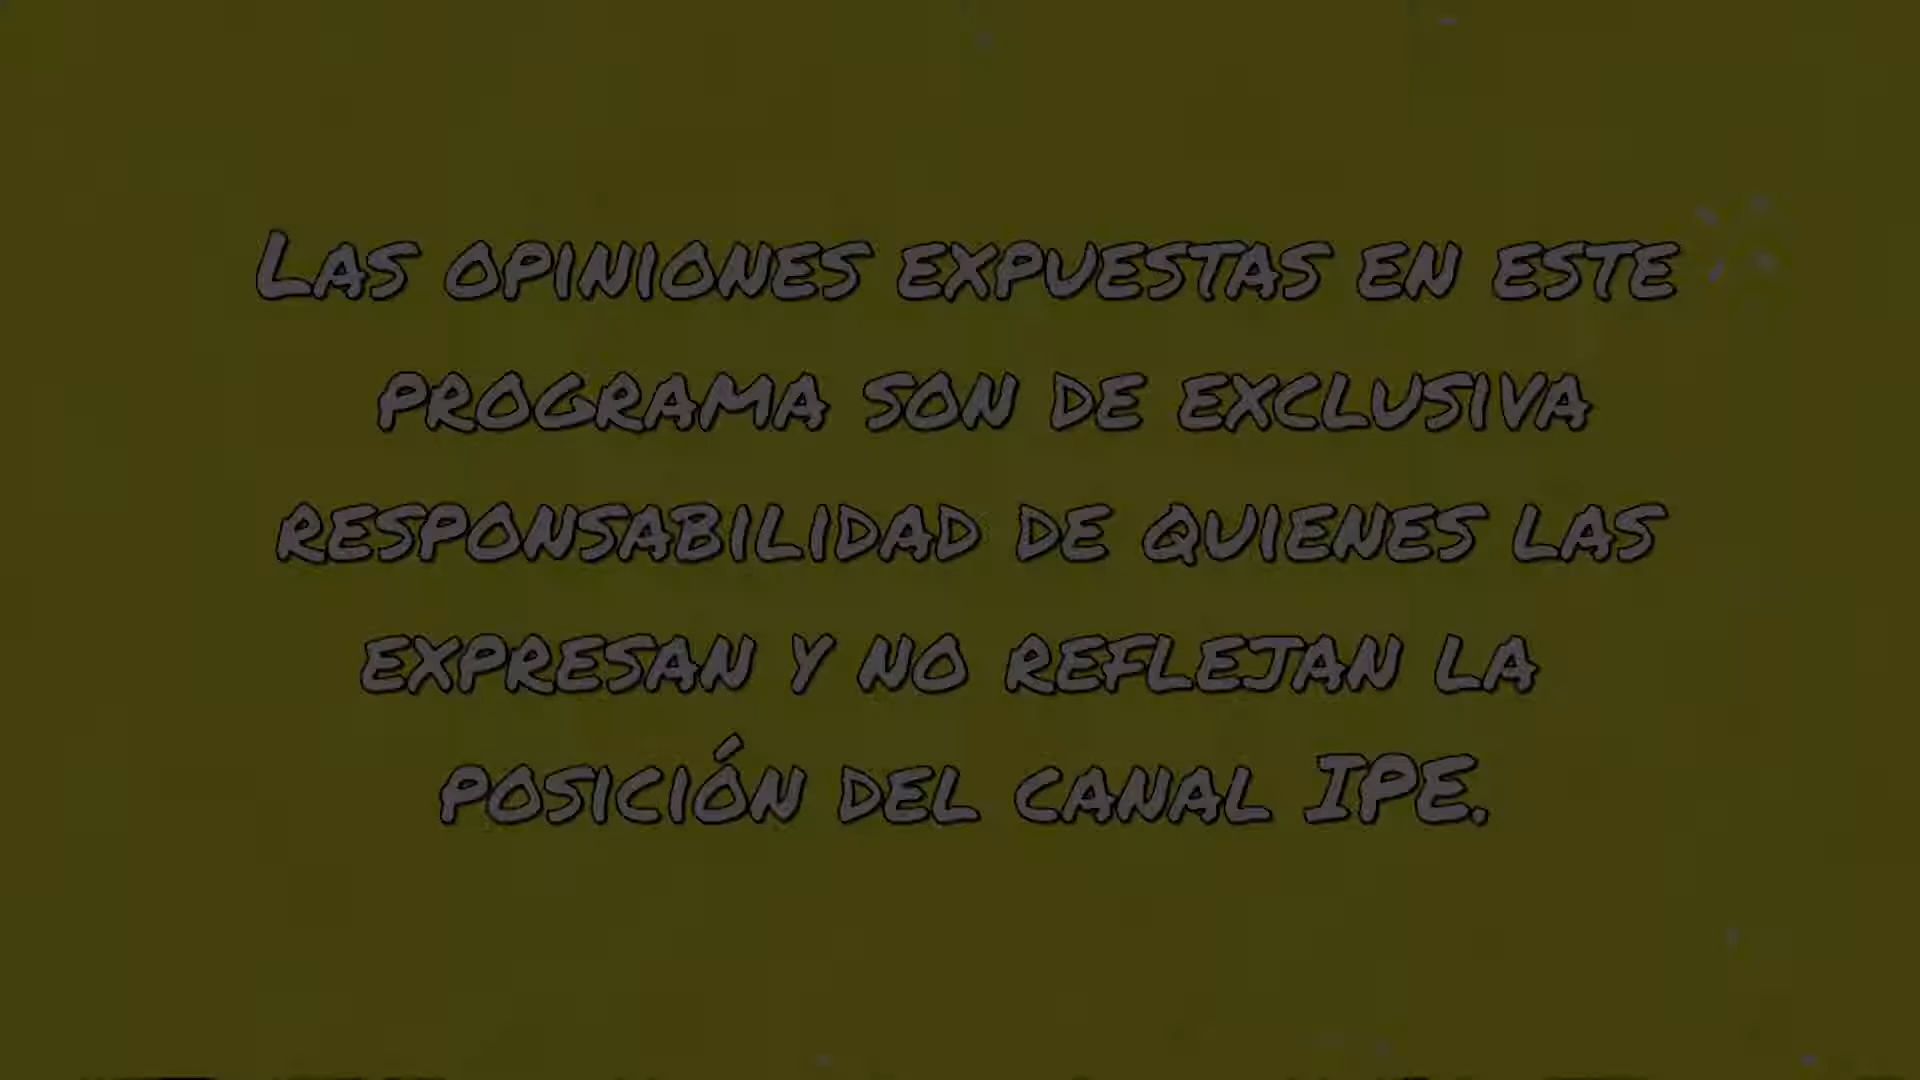 Las opiniones expuestas en este
programa son de exclusiva
responsabilidad de quienes las
expresan y no reflejan la
posición del canal IPE.